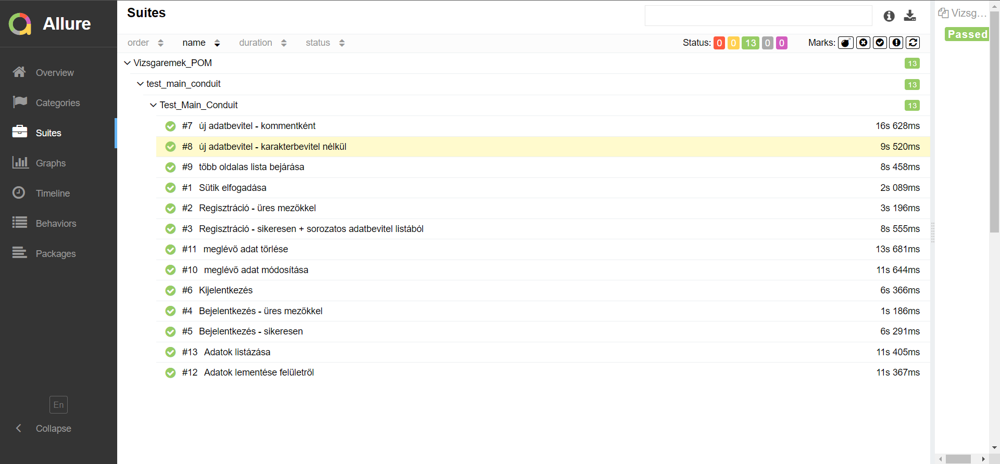 Allure
Overview
Categories
Suites
Graphs
Timeline
Behaviors
Packages
En
Collapse
Suites
order name duration status
Status: 0 0 13 0 0 Marks:
Vizsgaremek_POM 13
test_main_conduit 13
Test_Main_Conduit 13
#7 új adatbevitel - kommentként 16s 628ms
#8 új adatbevitel - karakterbevitel nélkül 9s 520ms
#9 több oldalas lista bejárása 8s 458ms
#1 Sütik elfogadása 2s 089ms
#2 Regisztráció - üres mezőkkel 3s 196ms
#3 Regisztráció - sikeresen + sorozatos adatbevitel listából 8s 555ms
#11 meglévő adat törlése 13s 681ms
#10 meglévő adat módosítása 11s 644ms
#6 Kijelentkezés 6s 366ms
#4 Bejelentkezés - üres mezőkkel 1s 186ms
#5 Bejelentkezés - sikeresen 6s 291ms
#13 Adatok listázása 11s 405ms
#12 Adatok lementése felületről 11s 367ms
Vizsg...
Passed